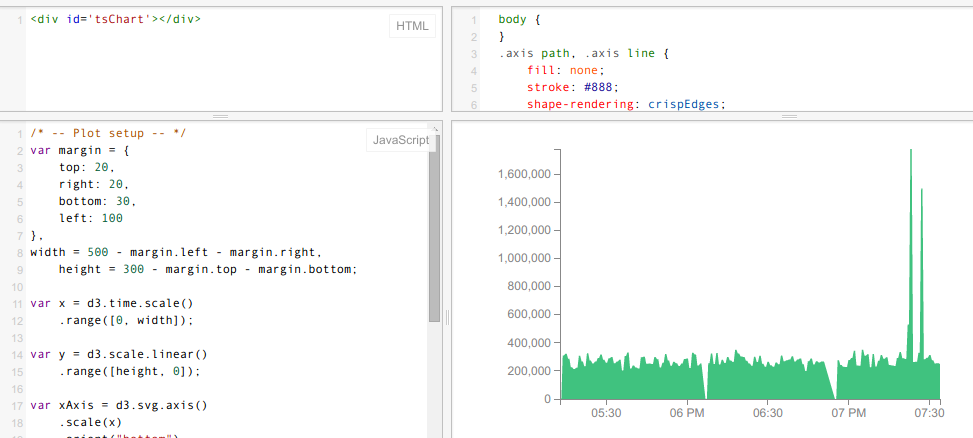 1 <div id='tsChart'></div>
HTML
1 body {
2 }
3 .axis path, .axis line {
4 fill: none;
5 stroke: #888;
6 shape-rendering: crispEdges;
1 /* -- Plot setup -- */
JavaScript
2 var margin = {
3 top: 20,
4 right: 20,
5 bottom: 30,
6 left: 100
7 },
8 width = 500 - margin.left - margin.right,
9 height = 300 - margin.top - margin.bottom;
10
11 var x = d3.time.scale()
12 .range([0, width]);
13
14 var y = d3.scale.linear()
15 .range([height, 0]);
16
17 var xAxis = d3.svg.axis()
18 .scale(x)
.orient("bottom")
1,600,000
1,400,000
1,200,000
1,000,000
800,000
600,000
400,000
200,000
0
05:30 06 PM 06:30 07 PM 07:30